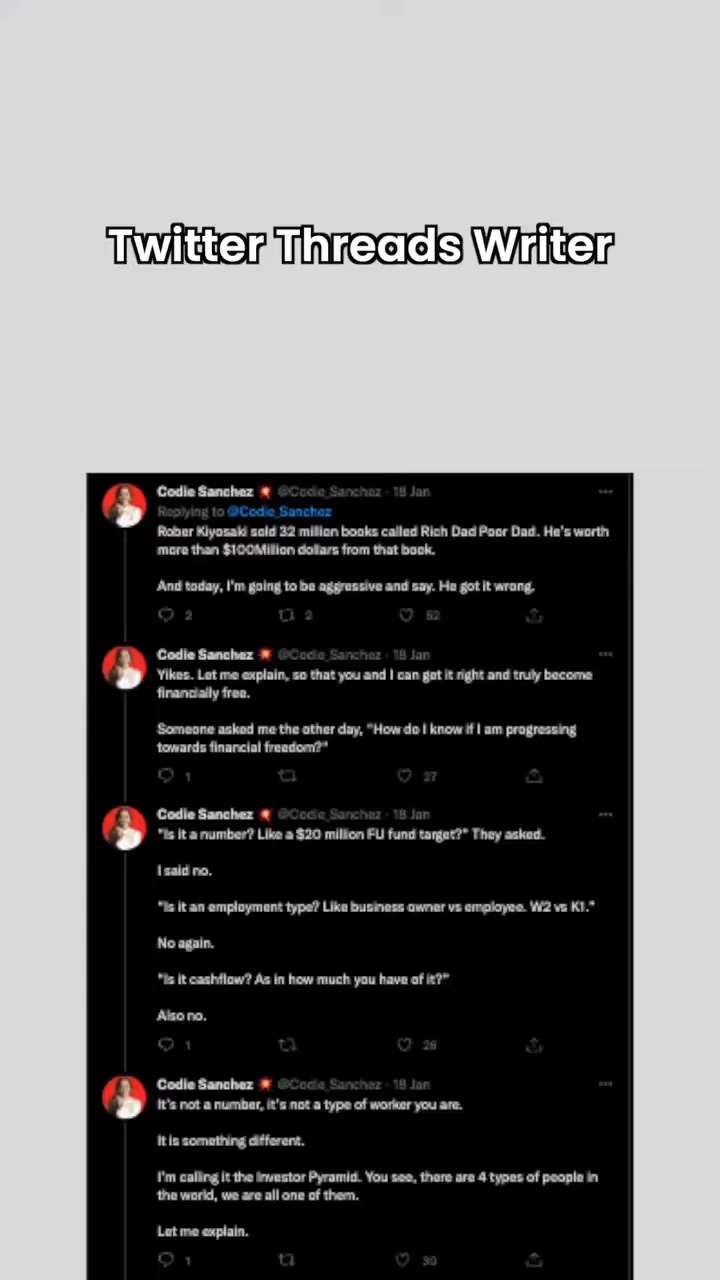 Twitter Threads Writer
Codie Sanchez 💥 @Codie_Sanchez · 18 Jan
Replying to @Codie_Sanchez
Rober Kiyosaki sold 32 million books called Rich Dad Poor Dad. He's worth
more than $100Million dollars from that book.
And today, I'm going to be aggressive and say. He got it wrong.
2 2 52
Codie Sanchez 💥 @Codie_Sanchez · 18 Jan
Yikes. Let me explain, so that you and I can get it right and truly become
financially free.
Someone asked me the other day, "How do I know if I am progressing
towards financial freedom?"
1 27
Codie Sanchez 💥 @Codie_Sanchez · 18 Jan
"Is it a number? Like a $20 million FU fund target?" They asked.
I said no.
"Is it an employment type? Like business owner vs employee. W2 vs K1."
No again.
"Is it cashflow? As in how much you have of it?"
Also no.
1 26
Codie Sanchez 💥 @Codie_Sanchez · 18 Jan
It's not a number, it's not a type of worker you are.
It is something different.
I'm calling it the Investor Pyramid. You see, there are 4 types of people in
the world, we are all one of them.
Let me explain.
1 30